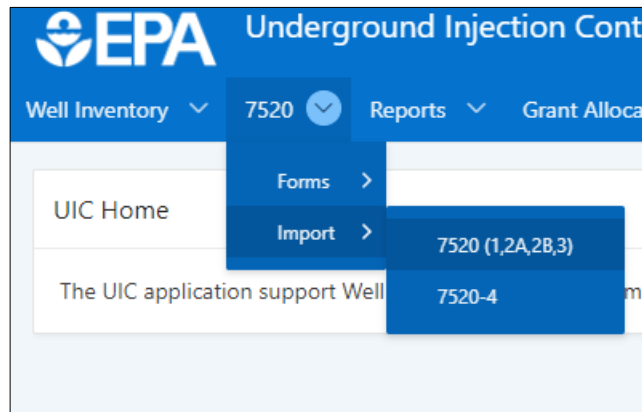 EPA Underground Injection Cont
Well Inventory 7520 Reports Grant Alloca
Forms
UIC Home
Import
7520 (1,2A,2B,3)
The UIC application support Well m
7520-4